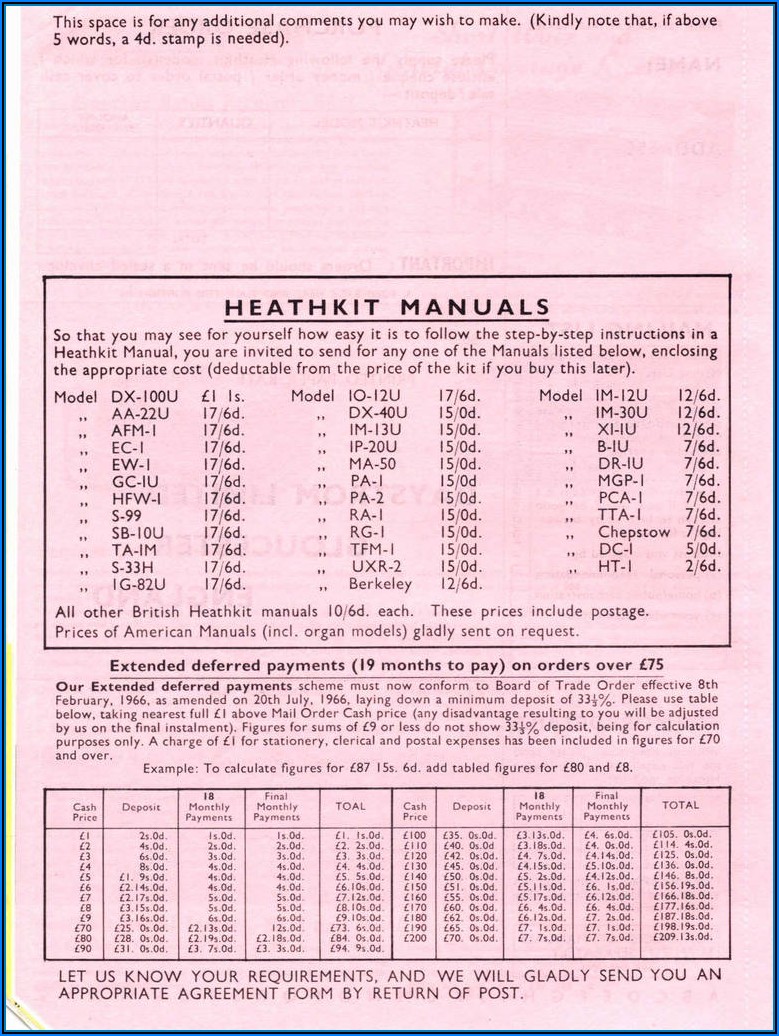 This space is for any additional comments you may wish to make. (Kindly note that, if above
5 words, a 4d. stamp is needed).
HEATHKIT MANUALS
So that you may see for yourself how easy it is to follow the step-by-step instructions in a
Heathkit Manual, you are invited to send for any one of the Manuals listed below, enclosing
the appropriate cost (deductable from the price of the kit if you buy this later).
Model DX-100U £1 1s. Model IO-12U 17/6d. Model IM-12U 12/6d.
,, AA-22U 17/6d. ,, DX-40U 15/0d. ,, IM-30U 12/6d.
,, AFM-1 17/6d. ,, IM-13U 15/0d. ,, XI-IU 12/6d.
,, EC-1 17/6d. ,, IP-20U 15/0d. ,, B-IU 7/6d.
,, EW-1 17/6d. ,, MA-50 15/0d. ,, DR-IU 7/6d.
,, GC-IU 17/6d. ,, PA-1 15/0d ,, MGP-1 7/6d.
,, HFW-1 17/6d. ,, PA-2 15/0d. ,, PCA-1 7/6d.
,, S-99 17/6d. ,, RA-1 15/0d. ,, TTA-1 7/6d.
,, SB-10U 17/6d. ,, RG-1 15/0d. ,, Chepstow 7/6d.
,, TA-IM 17/6d. ,, TFM-1 15/0d. ,, DC-1 5/0d.
,, S-33H 17/6d. ,, UXR-2 15/0d. ,, HT-1 2/6d.
,, IG-82U 17/6d. ,, Berkeley 12/6d.
All other British Heathkit manuals 10/6d. each. These prices include postage.
Prices of American Manuals (incl. organ models) gladly sent on request.
Extended deferred payments (19 months to pay) on orders over £75
Our Extended deferred payments scheme must now conform to Board of Trade Order effective 8th
February, 1966, as amended on 20th July, 1966, laying down a minimum deposit of 33⅓%. Please use table
below, taking nearest full £1 above Mail Order Cash price (any disadvantage resulting to you will be adjusted
by us on the final instalment). Figures for sums of £9 or less do not show 33⅓% deposit, being for calculation
purposes only. A charge of £1 for stationery, clerical and postal expenses has been included in figures for £70
and over.
Example: To calculate figures for £87 15s. 6d. add tabled figures for £80 and £8.
Cash Price Deposit 18 Monthly Payments Final Monthly Payments TOAL Cash Price Deposit 18 Monthly Payments Final Monthly Payments TOTAL
£1 2s.0d. 1s.0d. 1s.0d. £1. 1s.0d. £100 £35. 0s.0d. £3.13s.0d. £4. 6s.0d. £105. 0s.0d.
£2 4s.0d. 2s.0d. 2s.0d. £2. 2s.0d. £110 £40. 0s.0d £3.18s.0d. £4. 0s.0d. £114. 4s.0d.
£3 6s.0d. 3s.0d. 3s.0d. £3. 3s.0d. £120 £42. 0s.0d. £4. 7s.0d. £4.14s.0d. £125. 0s.0d.
£4 8s.0d. 4s.0d. 4s.0d. £4. 4s.0d. £130 £45. 0s.0d. £4.15s.0d. £5.10s.0d. £136. 0s.0d.
£5 £1. 9s.0d. 4s.0d. 4s.0d. £5. 5s.0d. £140 £50. 0s.0d. £5. 2s.0d. £4.12s.0d. £146. 8s.0d.
£6 £2.14s.0d. 4s.0d. 4s.0d. £6.10s.0d. £150 £51. 0s.0d. £5.11s.0d. £6. 1s.0d. £156.19s.0d.
£7 £2.17s.0d. 5s.0d. 5s.0d. £7.12s.0d. £160 £55. 0s.0d. £5.17s.0d. £6.12s.0d. £166.18s.0d.
£8 £3.15s.0d. 5s.0d. 5s.0d. £8.10s.0d. £170 £60. 0s.0d. £6. 4s.0d. £6. 4s.0d. £177.16s.0d.
£9 £3.16s.0d. 6s.0d. 6s.0d. £9.10s.0d. £180 £62. 0s.0d. £6.12s.0d. £7. 2s.0d. £187.18s.0d.
£70 £25. 0s.0d. £2.13s.0d. 12s.0d. £73. 6s.0d. £190 £65. 0s.0d. £7. 1s.0d. £7. 1s.0d. £198.19s.0d.
£80 £28. 0s.0d. £2.19s.0d. £2.18s.0d. £84. 0s.0d. £200 £70. 0s.0d. £7. 7s.0d. £7. 7s.0d. £209.13s.0d.
£90 £31. 0s.0d. £3. 7s.0d. £3. 3s.0d. £94. 9s.0d.
LET US KNOW YOUR REQUIREMENTS, AND WE WILL GLADLY SEND YOU AN
APPROPRIATE AGREEMENT FORM BY RETURN OF POST.